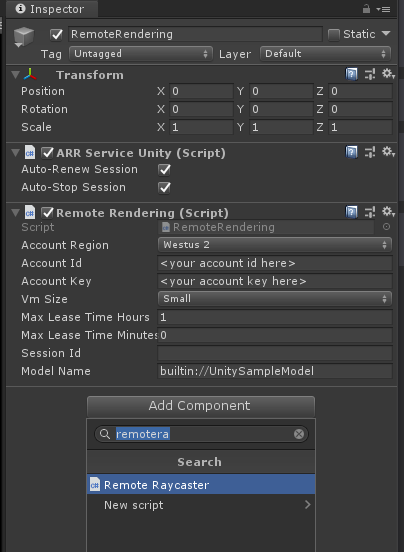 Inspector
RemoteRendering Static
Tag Untagged Layer Default
Transform
Position X 0 Y 0 Z 0
Rotation X 0 Y 0 Z 0
Scale X 1 Y 1 Z 1
ARR Service Unity (Script)
Auto-Renew Session
Auto-Stop Session
Remote Rendering (Script)
Script RemoteRendering
Account Region Westus 2
Account Id <your account id here>
Account Key <your account key here>
Vm Size Small
Max Lease Time Hours 1
Max Lease Time Minutes 0
Session Id
Model Name builtin://UnitySampleModel
Add Component
remotera
Search
Remote Raycaster
New script